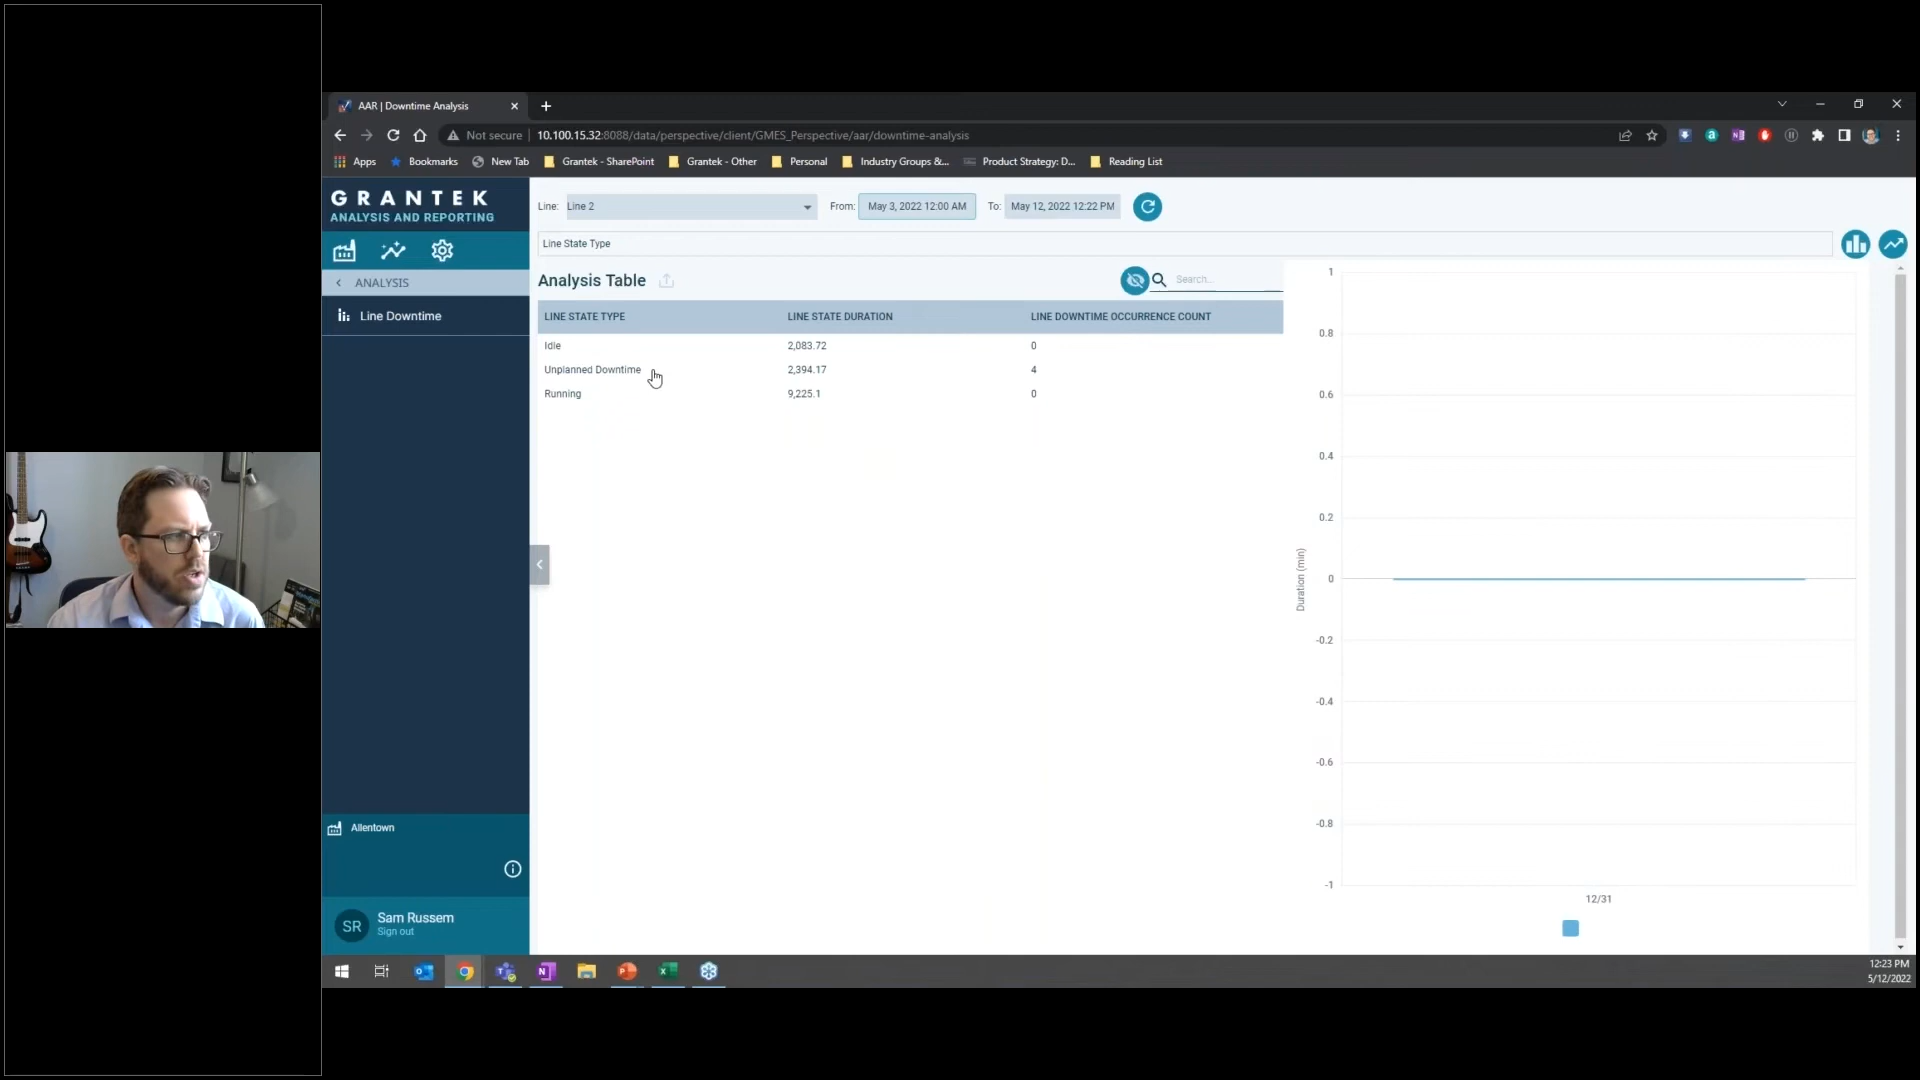 AAR | Downtime Analysis
Not secure 10.100.15.32:8088/data/perspective/client/GMES_Perspective/aar/downtime-analysis
Apps Bookmarks New Tab Grantek - SharePoint Grantek - Other Personal Industry Groups &... Product Strategy: D... Reading List
GRANTEK
ANALYSIS AND REPORTING
ANALYSIS
Line Downtime
Line: Line 2 From: May 3, 2022 12:00 AM To: May 12, 2022 12:22 PM
Line State Type
Analysis Table Search...
LINE STATE TYPE LINE STATE DURATION LINE DOWNTIME OCCURRENCE COUNT
Idle 2,083.72 0
Unplanned Downtime 2,394.17 4
Running 9,225.1 0
1
0.8
0.6
0.4
0.2
0
-0.2
-0.4
-0.6
-0.8
-1
Duration (min)
12/31
Allentown
SR
Sam Russem
Sign out
12:23 PM
5/12/2022